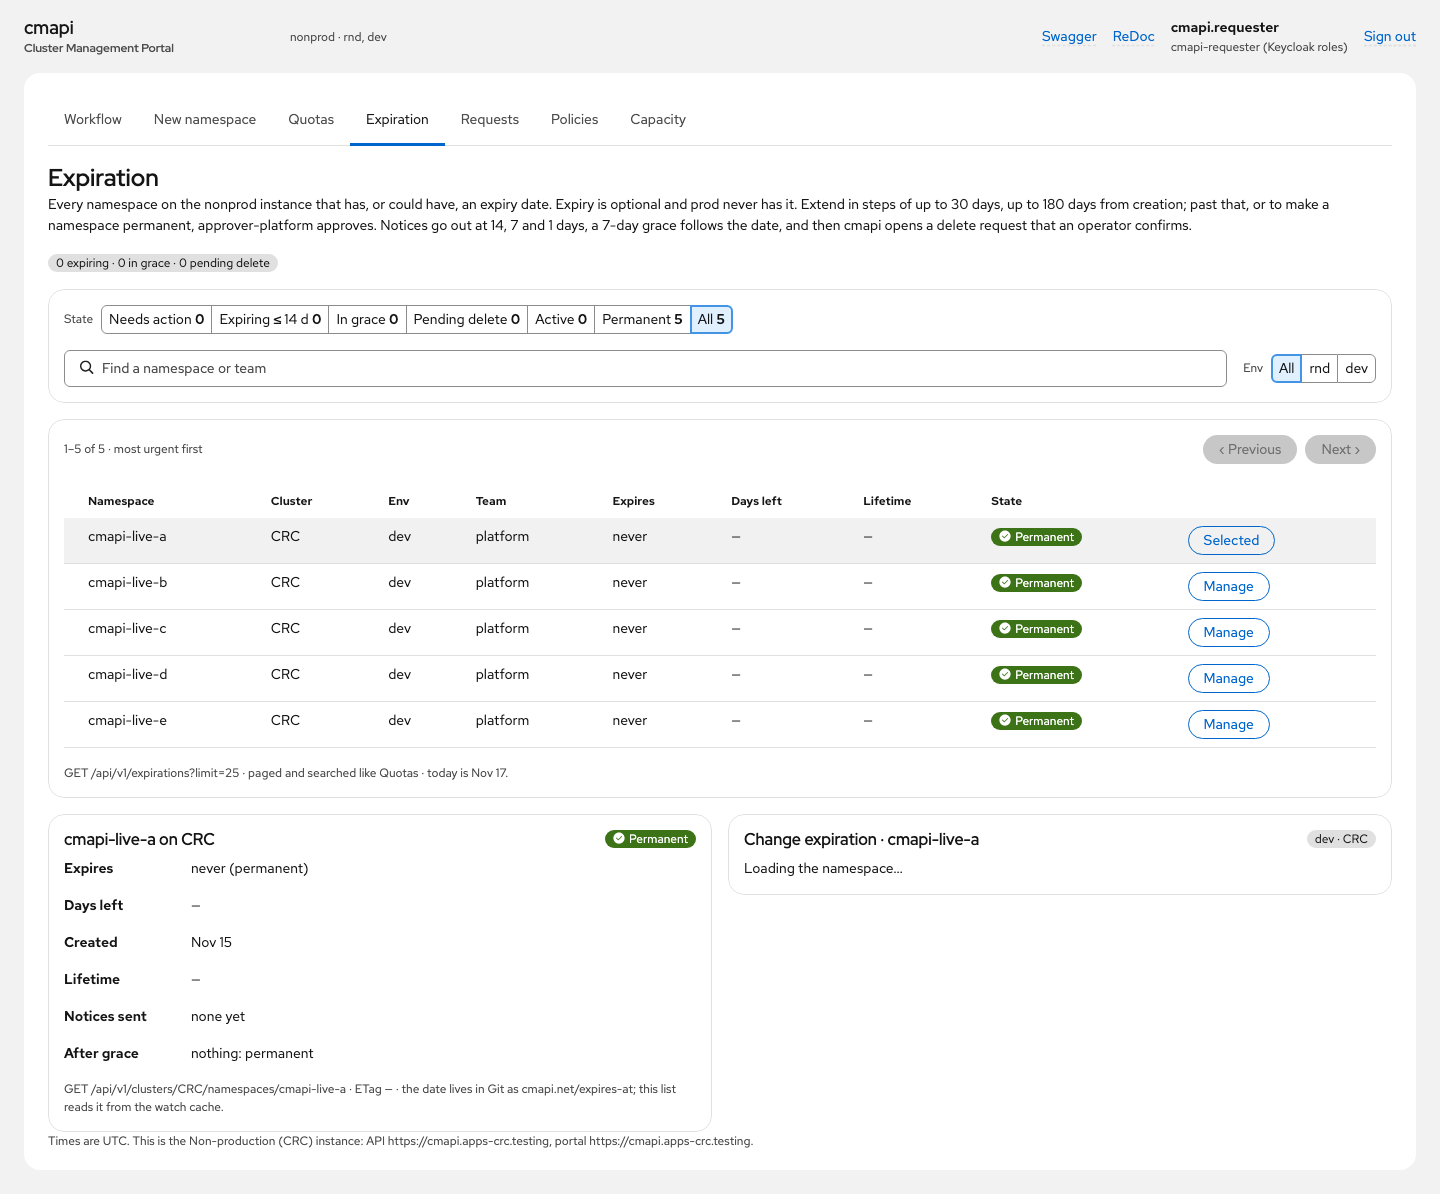 cmapi
Cluster Management Portal
nonprod · rnd, dev
Swagger
ReDoc
cmapi.requester
cmapi-requester (Keycloak roles)
Sign out
Workflow
New namespace
Quotas
Expiration
Requests
Policies
Capacity
Expiration
Every namespace on the nonprod instance that has, or could have, an expiry date. Expiry is optional and prod never has it. Extend in steps of up to 30 days, up to 180 days from creation; past that, or to make a
namespace permanent, approver-platform approves. Notices go out at 14, 7 and 1 days, a 7-day grace follows the date, and then cmapi opens a delete request that an operator confirms.
0 expiring · 0 in grace · 0 pending delete
State
Needs action 0
Expiring ≤ 14 d 0
In grace 0
Pending delete 0
Active 0
Permanent 5
All 5
Find a namespace or team
Env
All
rnd
dev
1–5 of 5 · most urgent first
‹ Previous
Next ›
Namespace Cluster Env Team Expires Days left Lifetime State
cmapi-live-a CRC dev platform never — — Permanent Selected
cmapi-live-b CRC dev platform never — — Permanent Manage
cmapi-live-c CRC dev platform never — — Permanent Manage
cmapi-live-d CRC dev platform never — — Permanent Manage
cmapi-live-e CRC dev platform never — — Permanent Manage
GET /api/v1/expirations?limit=25 · paged and searched like Quotas · today is Nov 17.
cmapi-live-a on CRC
Permanent
Expires never (permanent)
Days left —
Created Nov 15
Lifetime —
Notices sent none yet
After grace nothing: permanent
GET /api/v1/clusters/CRC/namespaces/cmapi-live-a · ETag — · the date lives in Git as cmapi.net/expires-at; this list
reads it from the watch cache.
Change expiration · cmapi-live-a
dev · CRC
Loading the namespace…
Times are UTC. This is the Non-production (CRC) instance: API https://cmapi.apps-crc.testing, portal https://cmapi.apps-crc.testing.